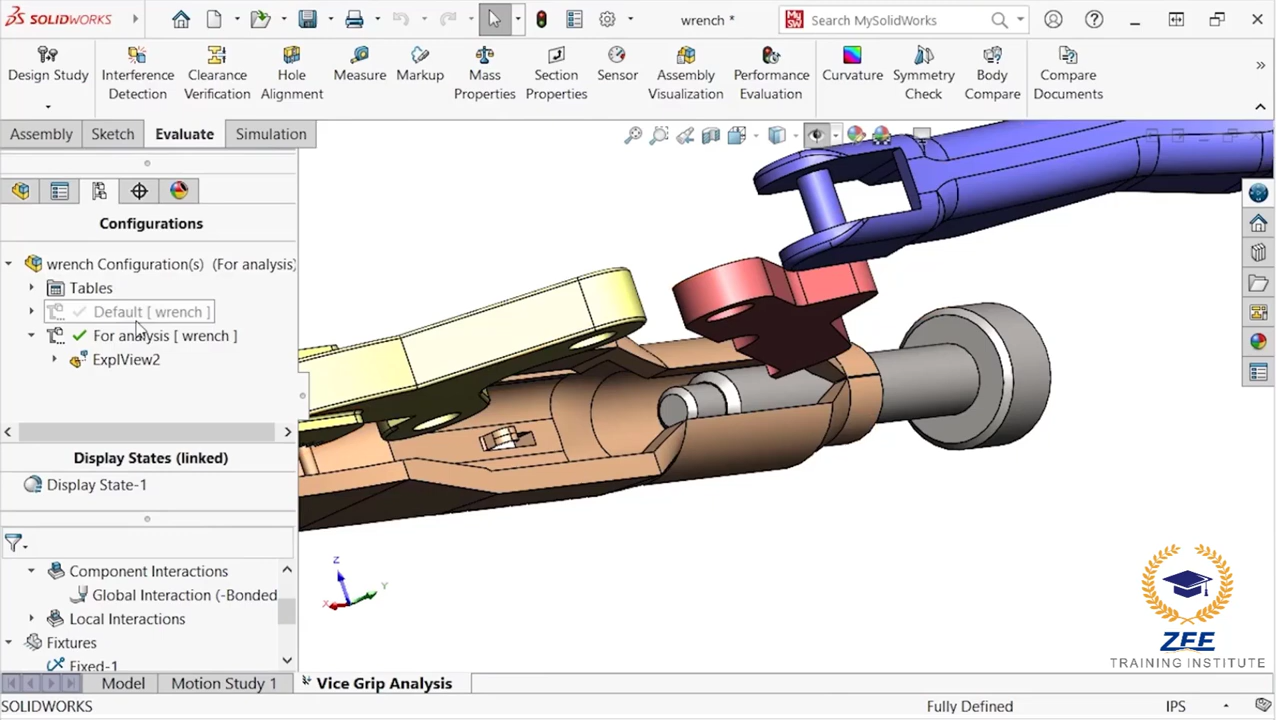 SOLIDWORKS
wrench *
Search MySolidWorks
Design Study
Interference Detection
Clearance Verification
Hole Alignment
Measure
Markup
Mass Properties
Section Properties
Sensor
Assembly Visualization
Performance Evaluation
Curvature
Symmetry Check
Body Compare
Compare Documents
Assembly
Sketch
Evaluate
Simulation
Configurations
wrench Configuration(s) (For analysis)
Tables
Default [ wrench ]
For analysis [ wrench ]
ExplView2
Display States (linked)
Display State-1
Component Interactions
Global Interaction (-Bonded
Local Interactions
Fixtures
Fixed-1
Z
Y
X
ZEE
TRAINING INSTITUTE
Model
Motion Study 1
Vice Grip Analysis
SOLIDWORKS
Fully Defined
IPS